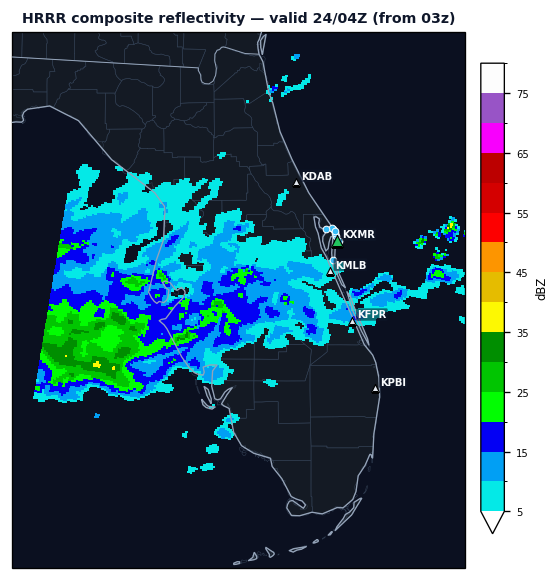 HRRR composite reflectivity — valid 24/04Z (from 03z)
KDAB
KXMR
KMLB
KFPR
KPBI
75
65
55
45
35
25
15
5
dBZ